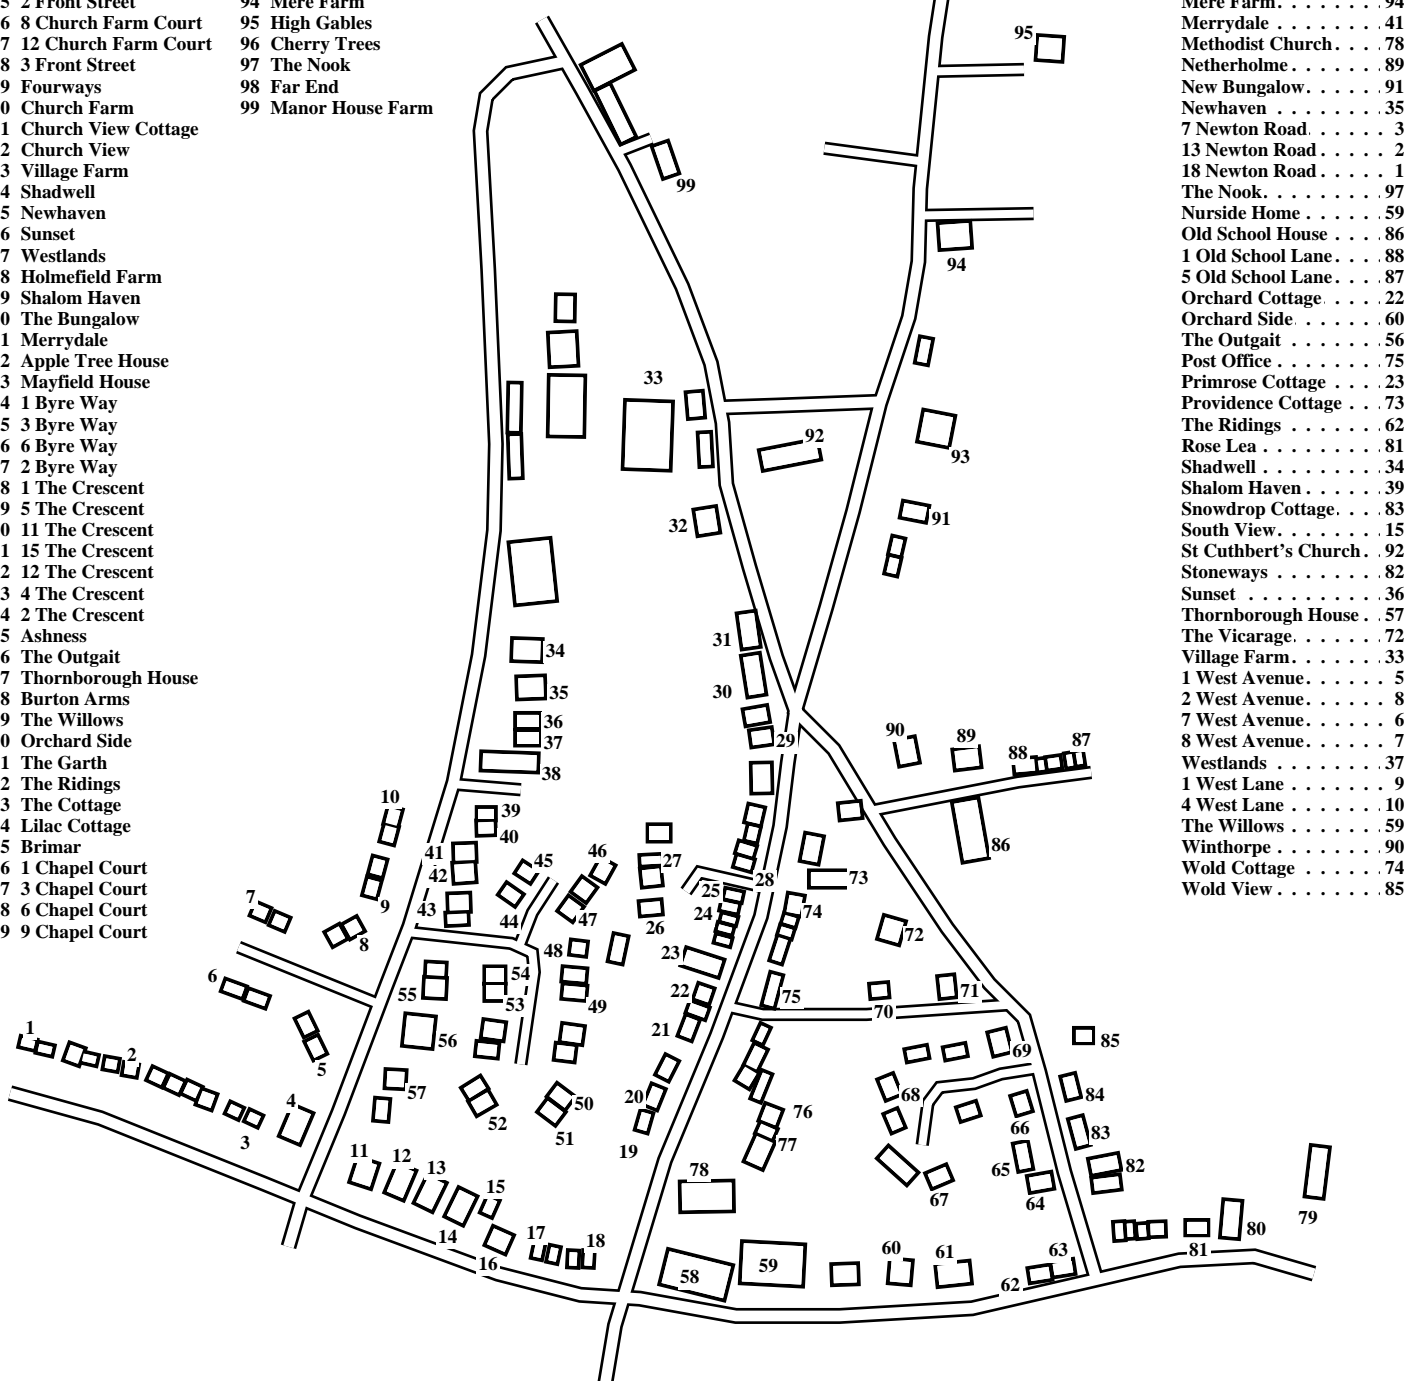 5 2 Front Street
6 8 Church Farm Court
7 12 Church Farm Court
8 3 Front Street
9 Fourways
0 Church Farm
1 Church View Cottage
2 Church View
3 Village Farm
4 Shadwell
5 Newhaven
6 Sunset
7 Westlands
8 Holmefield Farm
9 Shalom Haven
0 The Bungalow
1 Merrydale
2 Apple Tree House
3 Mayfield House
4 1 Byre Way
5 3 Byre Way
6 6 Byre Way
7 2 Byre Way
8 1 The Crescent
9 5 The Crescent
0 11 The Crescent
1 15 The Crescent
2 12 The Crescent
3 4 The Crescent
4 2 The Crescent
5 Ashness
6 The Outgait
7 Thornborough House
8 Burton Arms
9 The Willows
0 Orchard Side
1 The Garth
2 The Ridings
3 The Cottage
4 Lilac Cottage
5 Brimar
6 1 Chapel Court
7 3 Chapel Court
8 6 Chapel Court
9 9 Chapel Court
94 Mere Farm
95 High Gables
96 Cherry Trees
97 The Nook
98 Far End
99 Manor House Farm
Mere Farm. . . . . . . . 94
Merrydale . . . . . . . . 41
Methodist Church . . . . 78
Netherholme . . . . . . . 89
New Bungalow. . . . . . 91
Newhaven . . . . . . . . 35
7 Newton Road. . . . . . 3
13 Newton Road . . . . . 2
18 Newton Road . . . . . 1
The Nook. . . . . . . . . 97
Nurside Home . . . . . . 59
Old School House . . . . 86
1 Old School Lane . . . . 88
5 Old School Lane . . . . 87
Orchard Cottage . . . . . 22
Orchard Side. . . . . . . 60
The Outgait . . . . . . . 56
Post Office . . . . . . . . 75
Primrose Cottage . . . . 23
Providence Cottage . . . 73
The Ridings . . . . . . . 62
Rose Lea . . . . . . . . . 81
Shadwell . . . . . . . . . 34
Shalom Haven . . . . . . 39
Snowdrop Cottage. . . . 83
South View. . . . . . . . 15
St Cuthbert's Church . . 92
Stoneways . . . . . . . . 82
Sunset . . . . . . . . . . 36
Thornborough House . . 57
The Vicarage. . . . . . . 72
Village Farm. . . . . . . 33
1 West Avenue. . . . . . 5
2 West Avenue. . . . . . 8
7 West Avenue. . . . . . 6
8 West Avenue. . . . . . 7
Westlands . . . . . . . . 37
1 West Lane . . . . . . . 9
4 West Lane . . . . . . . 10
The Willows . . . . . . . 59
Winthorpe . . . . . . . . 90
Wold Cottage . . . . . . 74
Wold View . . . . . . . . 85
95
99
94
33
92
93
32
91
31
34
30
35
36
29
37
90
89
88
87
38
10
39
40
86
41
42
45
46
27
28
73
7
9
43
44
47
25
24
26
74
8
48
72
23
6
54
55
53
49
22
75
70
71
1
2
56
21
69
85
5
57
68
84
4
52
50
20
76
66
3
51
19
77
83
11
12
13
78
65
82
15
67
64
14
17
18
79
80
16
60
61
63
81
58
59
62